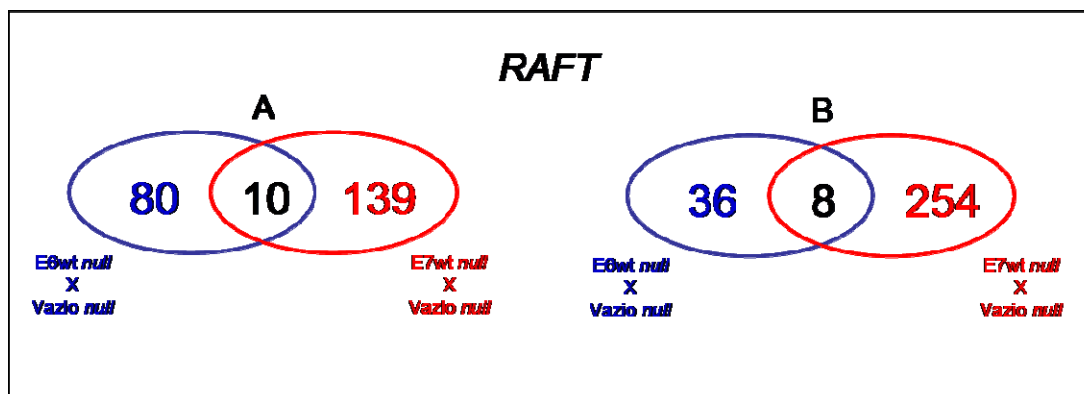 RAFT
A
80 10 139
E6wt null
X
Vazio null
E7wt null
X
Vazio null
B
36 8 254
E6wt null
X
Vazio null
E7wt null
X
Vazio null